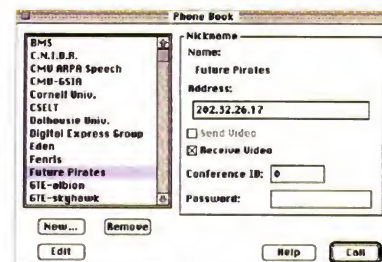 Phone Book
BMS
C.N.I.D.R.
CMU ARPA Speech
CMU-GSIA
Cornell Univ.
CSELT
Dalhousie Univ.
Digital Express Group
Eden
Fenris
Future Pirates
GTE-albion
GTE-skyhawk
New...
Remove
Edit
Nickname
Name:
Future Pirates
Address:
202.32.26.17
Send Video
Receive Video
Conference ID: 0
Password:
Help
Call